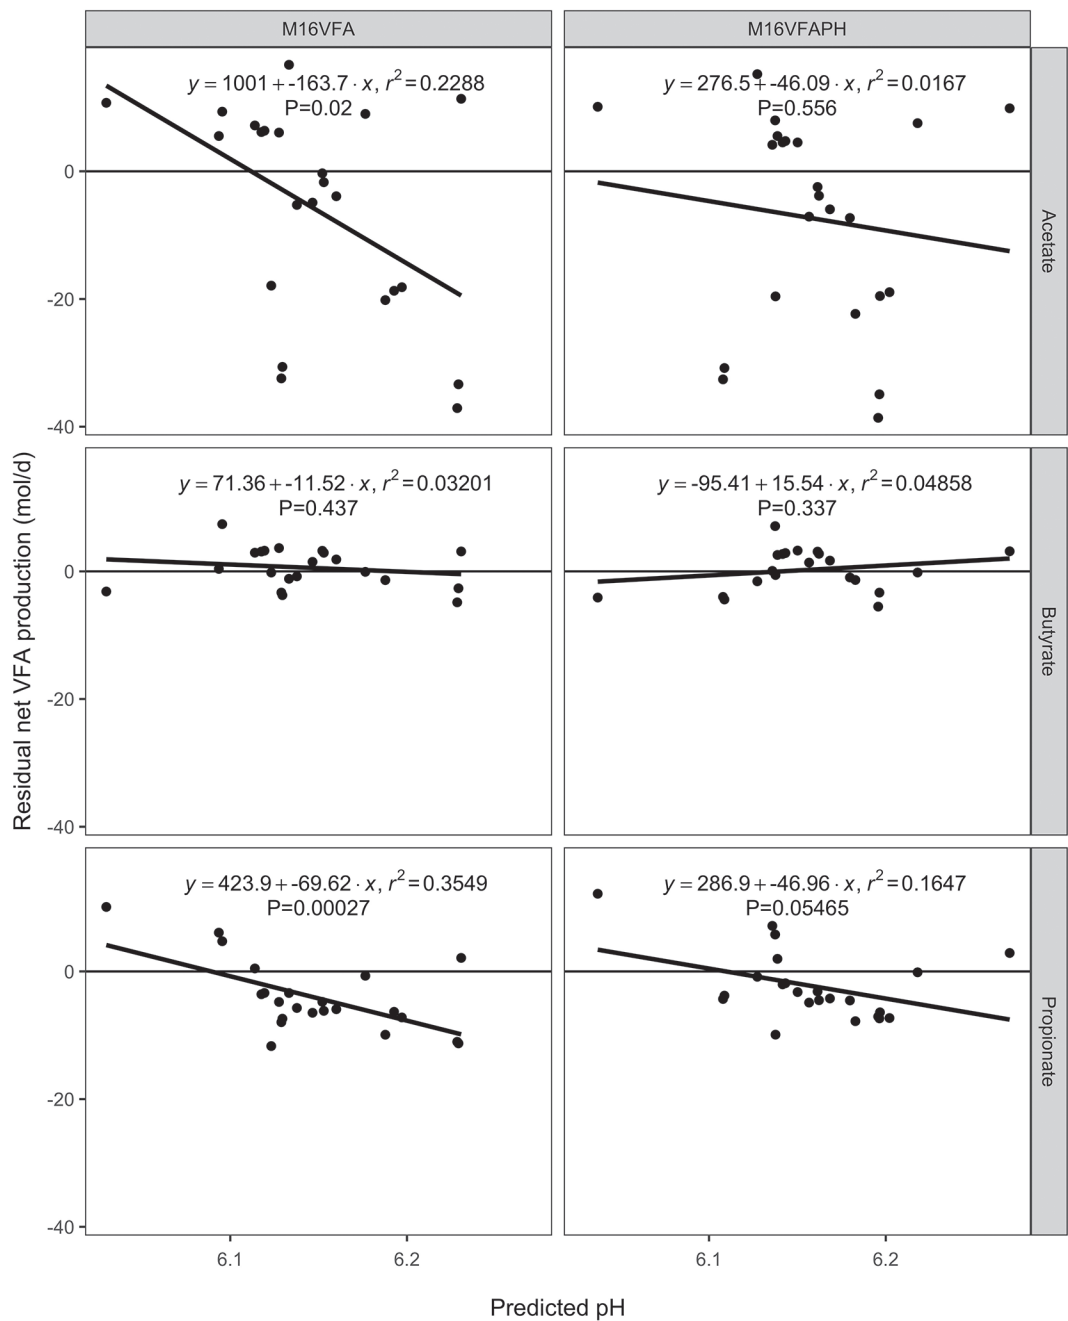 M16VFA
M16VFAPH
y = 1001 + -163.7 · x, r² = 0.2288
P=0.02
y = 276.5 + -46.09 · x, r² = 0.0167
P=0.556
Acetate
0
-20
-40
y = 71.36 + -11.52 · x, r² = 0.03201
P=0.437
y = -95.41 + 15.54 · x, r² = 0.04858
P=0.337
Butyrate
0
-20
-40
y = 423.9 + -69.62 · x, r² = 0.3549
P=0.00027
y = 286.9 + -46.96 · x, r² = 0.1647
P=0.05465
Propionate
0
-20
-40
Residual net VFA production (mol/d)
6.1
6.2
6.1
6.2
Predicted pH